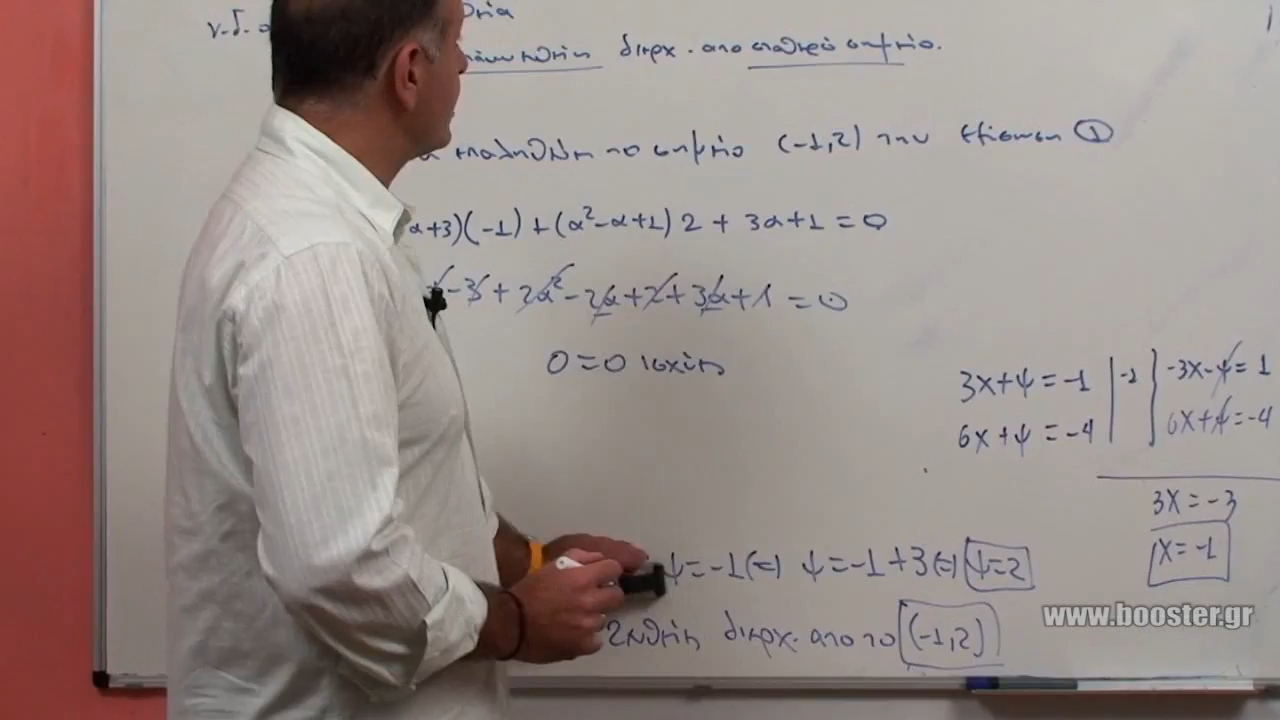 ν.δ.ο
διερχ. από σταθερό σημείο.
επαληθεύει το σημείο (-1,2) την εξίσωση ①
α+3)(-1)+(α²-α+1)2+3α+1=0
-3+2α²-2α+2+3α+1=0
0=0 ισχύει
3x+ψ=-1 | -1 | -3x-ψ=1
6x+ψ=-4 | 6x+ψ=-4
3x=-3
x=-1
ψ=-1(=) ψ=-1+3(=) ψ=2
διερχ. απο το (-1,2)
www.booster.gr